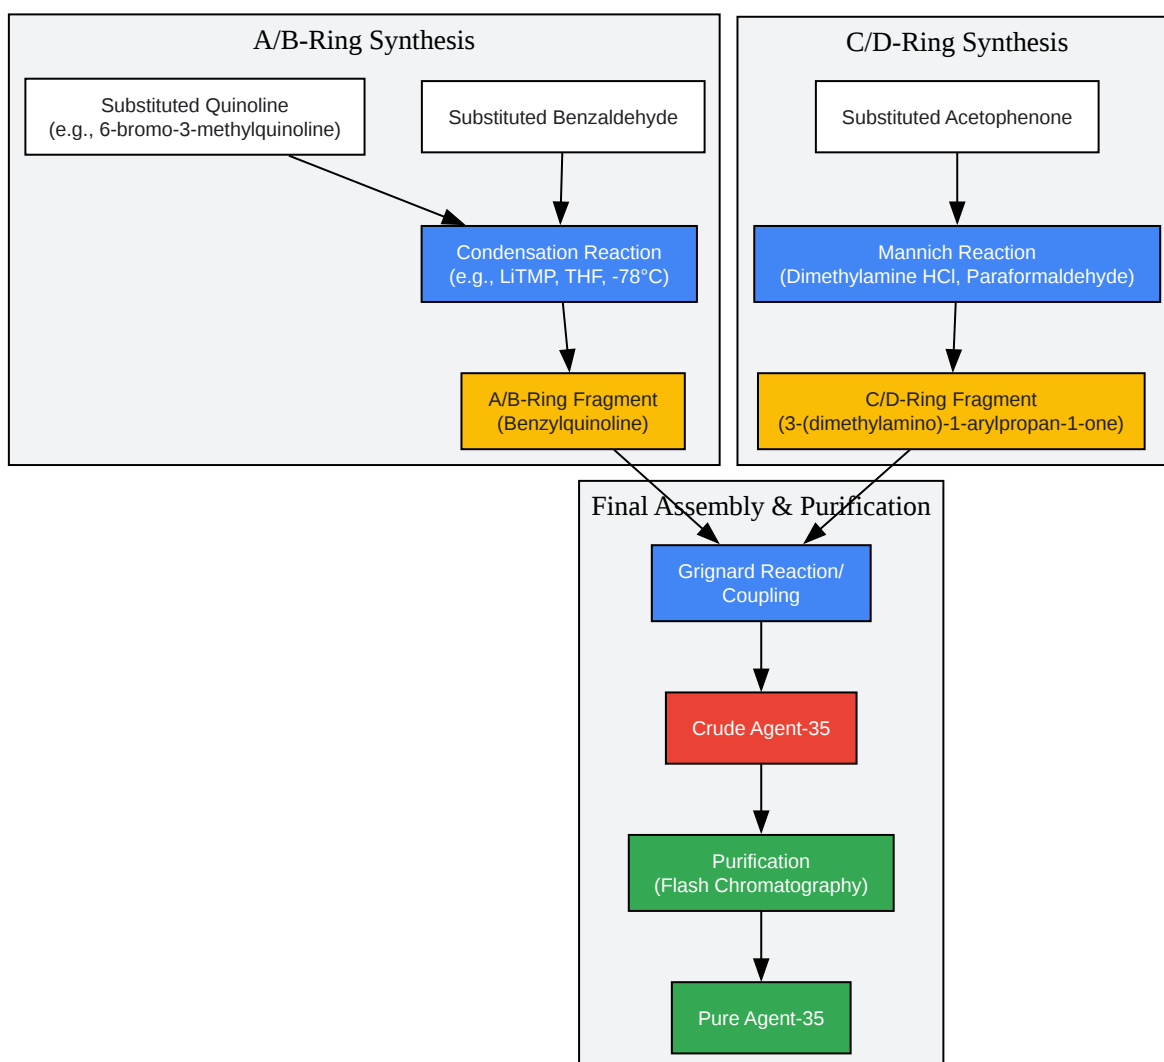 A/B-Ring Synthesis
Substituted Quinoline
(e.g., 6-bromo-3-methylquinoline)
Substituted Benzaldehyde
Condensation Reaction
(e.g., LiTMP, THF, -78°C)
A/B-Ring Fragment
(Benzylquinoline)
C/D-Ring Synthesis
Substituted Acetophenone
Mannich Reaction
(Dimethylamine HCl, Paraformaldehyde)
C/D-Ring Fragment
(3-(dimethylamino)-1-arylpropan-1-one)
Final Assembly & Purification
Grignard Reaction/
Coupling
Crude Agent-35
Purification
(Flash Chromatography)
Pure Agent-35